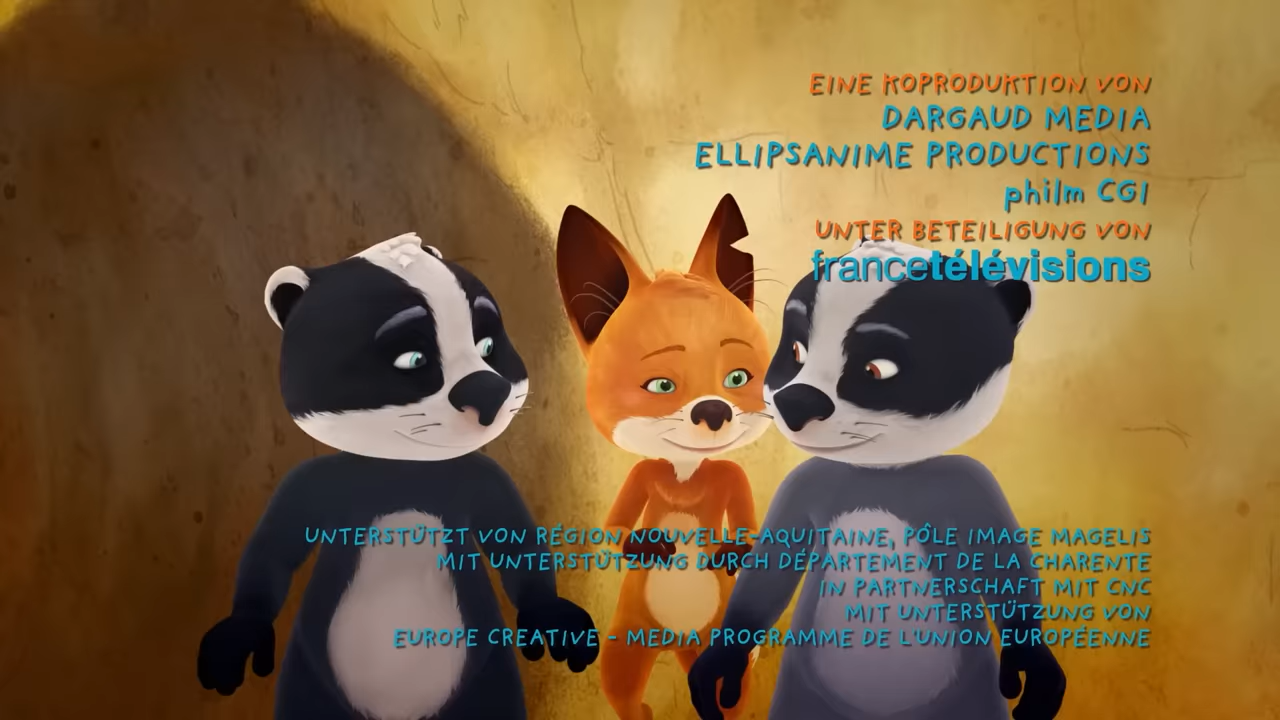 EINE KOPRODUKTION VON
DARGAUD MEDIA
ELLIPSANIME PRODUCTIONS
philm CGI
UNTER BETEILIGUNG VON
francetélévisions
UNTERSTÜTZT VON RÉGION NOUVELLE-AQUITAINE, PÔLE IMAGE MAGELIS
MIT UNTERSTÜTZUNG DURCH DÉPARTEMENT DE LA CHARENTE
IN PARTNERSCHAFT MIT CNC
MIT UNTERSTÜTZUNG VON
EUROPE CREATIVE - MEDIA PROGRAMME DE L'UNION EUROPÉENNE